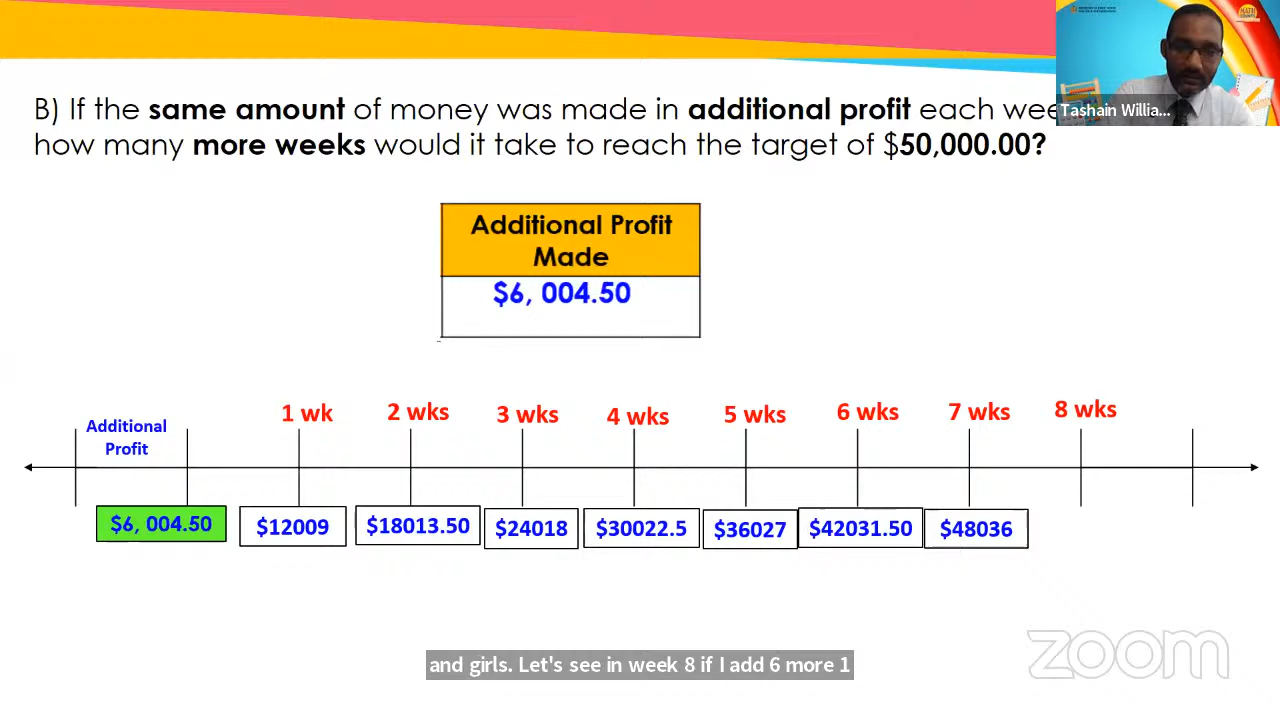 B) If the same amount of money was made in additional profit each wee
how many more weeks would it take to reach the target of $50,000.00?
Tashain Willia...
Additional Profit
Made
$6, 004.50
Additional
Profit
1 wk 2 wks 3 wks 4 wks 5 wks 6 wks 7 wks 8 wks
$6, 004.50 $12009 $18013.50 $24018 $30022.5 $36027 $42031.50 $48036
zoom
and girls. Let's see in week 8 if I add 6 more 1